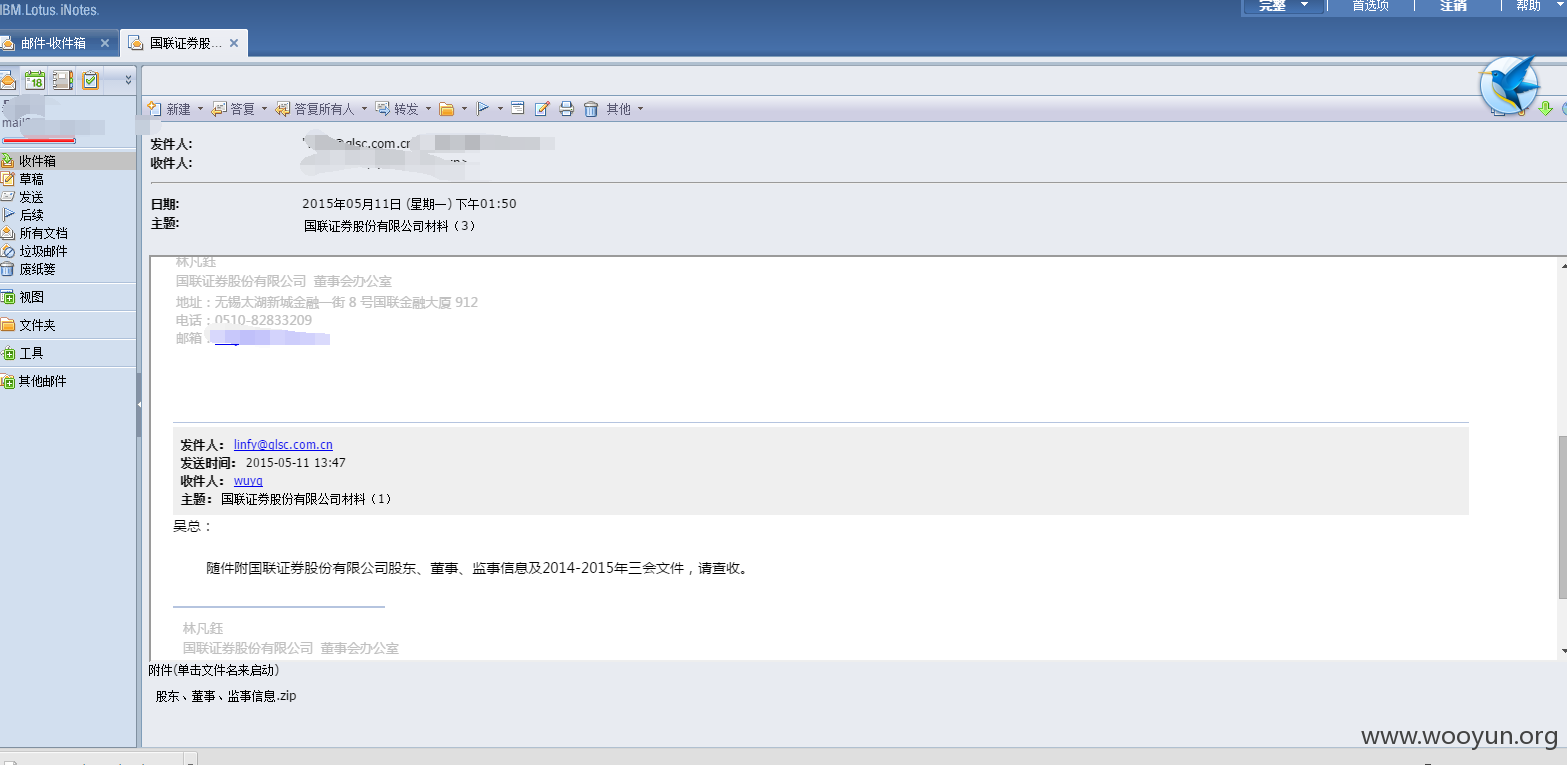 IBM.Lotus.iNotes.
完整 首选项 注销 帮助
邮件-收件箱 国联证券股...
18
新建 答复 答复所有人 转发 其他
mail
发件人: @glsc.com.cn
收件人:
收件箱
草稿
发送
后续
所有文档
垃圾邮件
废纸篓
视图
文件夹
工具
其他邮件
日期: 2015年05月11日 (星期一) 下午01:50
主题: 国联证券股份有限公司材料（3）
林凡鈺
国联证券股份有限公司 董事会办公室
地址：无锡太湖新城金融一街 8 号国联金融大厦 912
电话：0510-82833209
邮箱：
发件人： linfy@glsc.com.cn
发送时间： 2015-05-11 13:47
收件人： wuyg
主题： 国联证券股份有限公司材料（1）
吴总：
随件附国联证券股份有限公司股东、董事、监事信息及2014-2015年三会文件，请查收。
林凡鈺
国联证券股份有限公司 董事会办公室
附件(单击文件名来启动)
股东、董事、监事信息.zip
www.wooyun.org